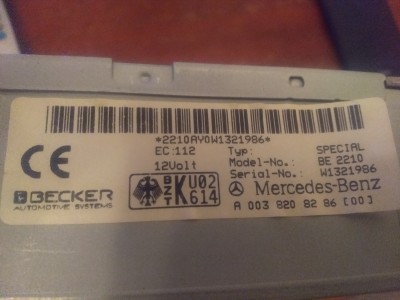 *2210AY0W1321986*
EC 112 Typ: SPECIAL
12Volt Model-No.: BE 2210
Serial-No.: W1321986
CE
BECKER
AUTOMOTIVE SYSTEMS
BZT K U02 614
Mercedes-Benz
A 003 820 82 86 [00]